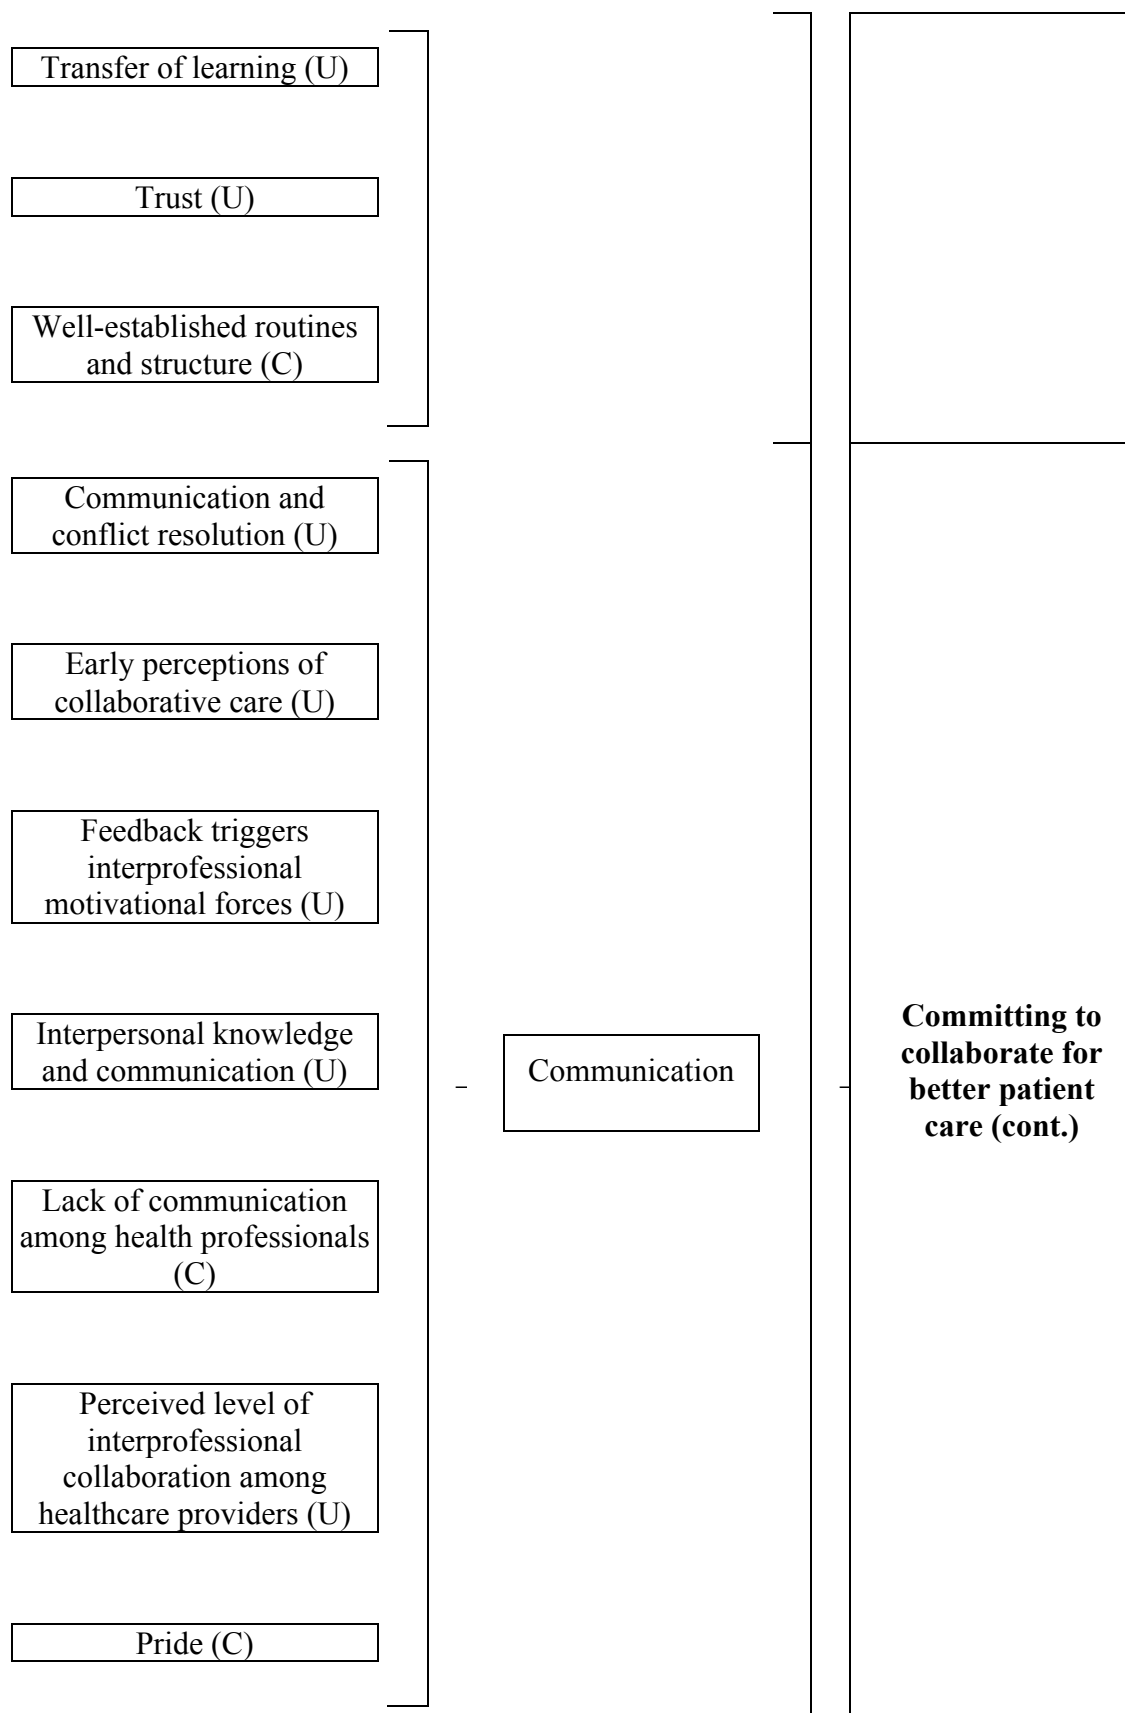 Transfer of learning (U)
Trust (U)
Well-established routines
and structure (C)
Communication and
conflict resolution (U)
Early perceptions of
collaborative care (U)
Feedback triggers
interprofessional
motivational forces (U)
Interpersonal knowledge
and communication (U)
Lack of communication
among health professionals
(C)
Perceived level of
interprofessional
collaboration among
healthcare providers (U)
Pride (C)
Communication
Committing to
collaborate for
better patient
care (cont.)